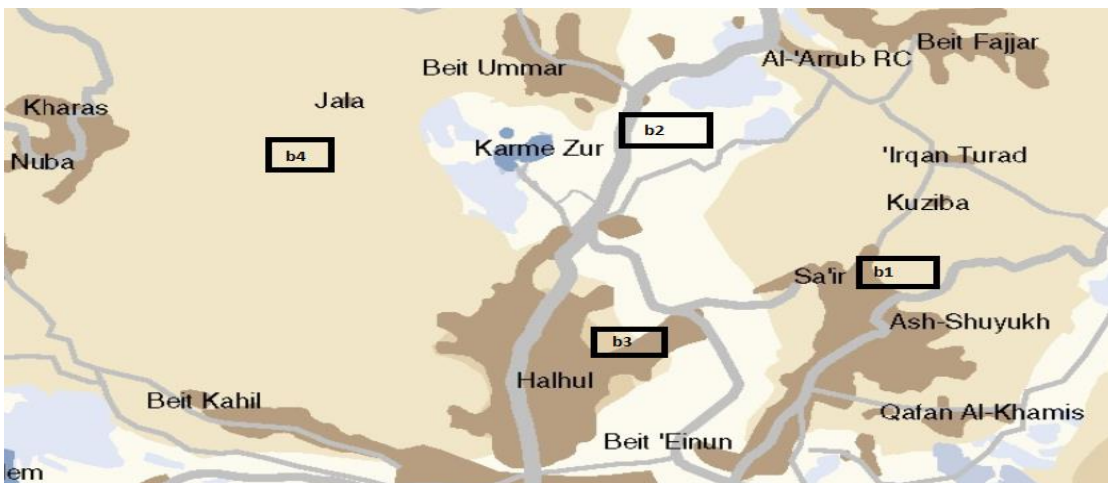 Beit Fajjar
Al-'Arrub RC
Beit Ummar
Jala
Kharas
b2
Karme Zur
b4
Nuba
'Irqan Turad
Kuziba
Sa'ir
b1
Ash-Shuyukh
b3
Halhul
Beit Kahil
Qafan Al-Khamis
Beit 'Einun
lem